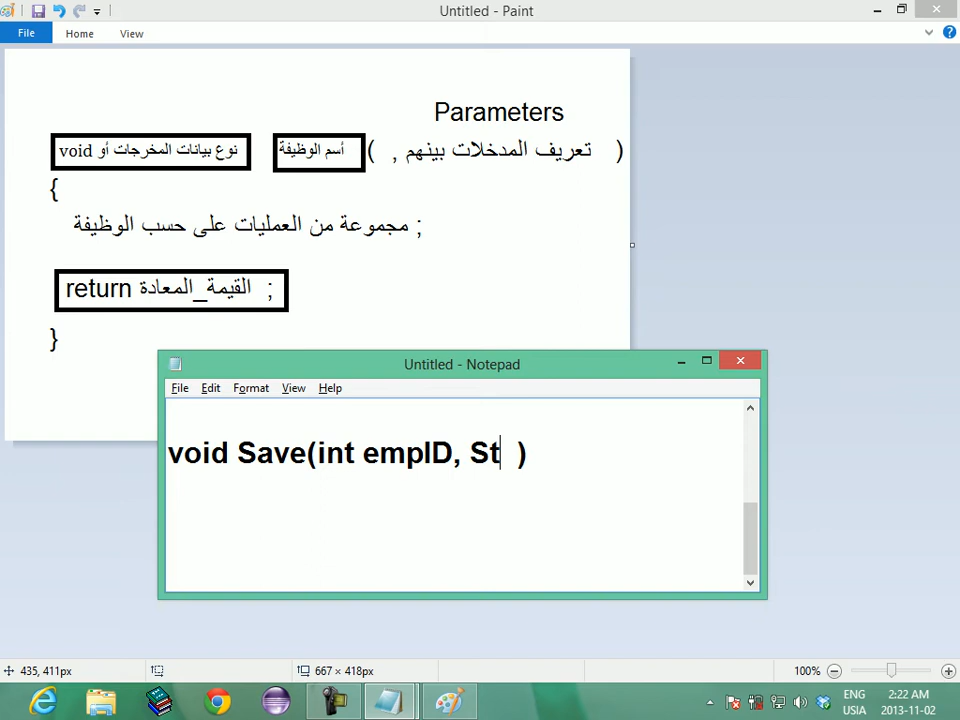 Untitled - Paint
File Home View
Parameters
void نوع بيانات المخرجات أو أسم الوظيفة ( تعريف المدخلات بينهم , )
{
مجموعة من العمليات على حسب الوظيفة ;
return القيمة_المعادة ;
}
Untitled - Notepad
File Edit Format View Help
void Save(int empID, St )
435, 411px 667 × 418px 100%
ENG 2:22 AM
USIA 2013-11-02